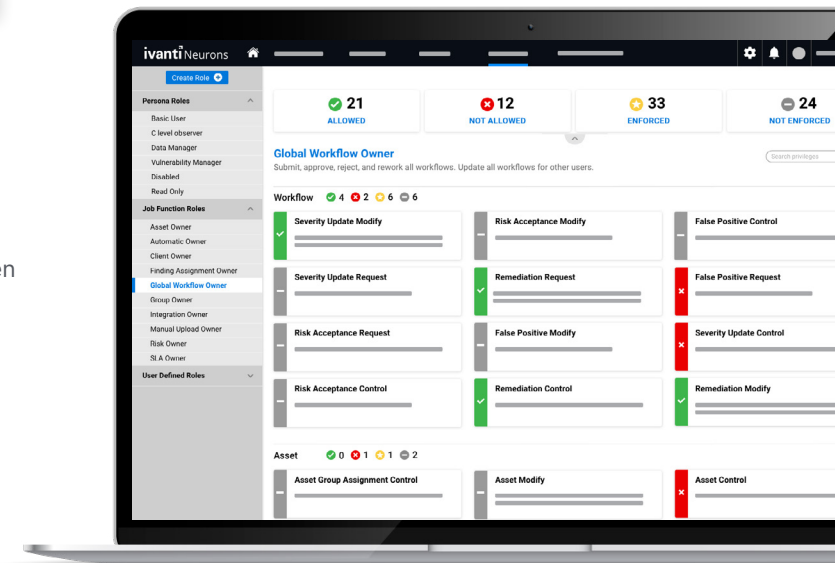 ivanti Neurons
Create Role
Persona Roles
Basic User
C level observer
Data Manager
Vulnerability Manager
Disabled
Read Only
Job Function Roles
Asset Owner
Automatic Owner
Client Owner
Finding Assignment Owner
Global Workflow Owner
Group Owner
Integration Owner
Manual Upload Owner
Risk Owner
SLA Owner
User Defined Roles
en
21
ALLOWED
12
NOT ALLOWED
33
ENFORCED
24
NOT ENFORCED
Global Workflow Owner
Search privileges
Submit, approve, reject, and rework all workflows. Update all workflows for other users.
Workflow 4 2 6 6
Severity Update Modify
Risk Acceptance Modify
False Positive Control
Severity Update Request
Remediation Request
False Positive Request
Risk Acceptance Request
False Positive Modify
Severity Update Control
Risk Acceptance Control
Remediation Control
Remediation Modify
Asset 0 1 1 2
Asset Group Assignment Control
Asset Modify
Asset Control